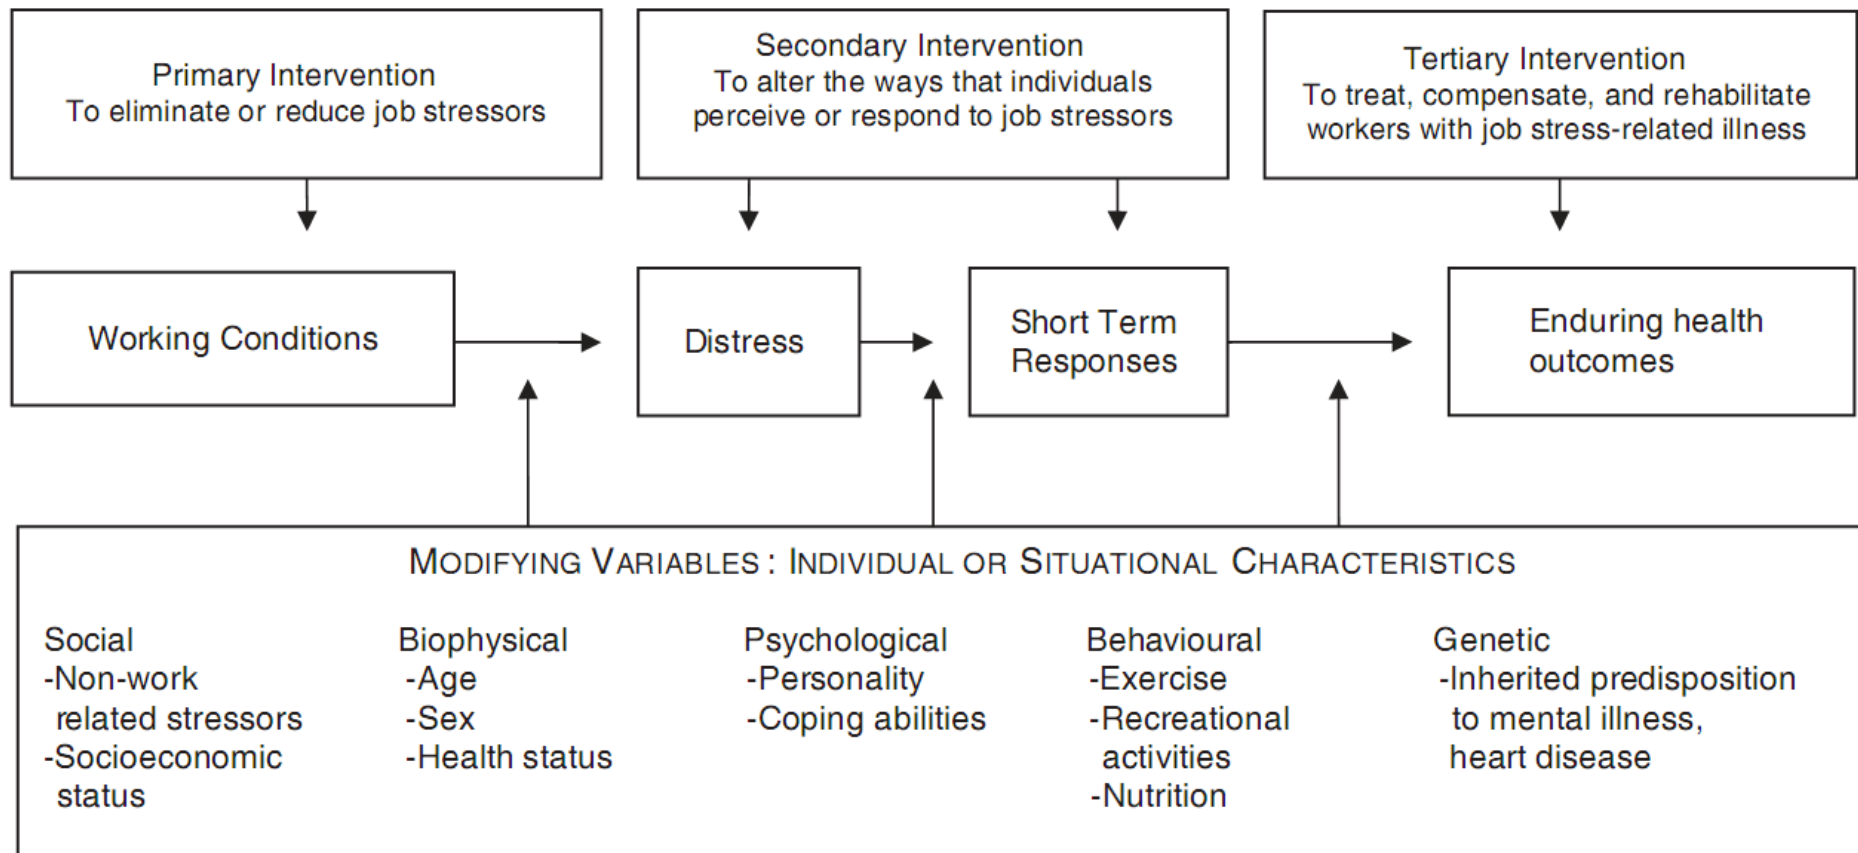 Primary Intervention
To eliminate or reduce job stressors
Secondary Intervention
To alter the ways that individuals
perceive or respond to job stressors
Tertiary Intervention
To treat, compensate, and rehabilitate
workers with job stress-related illness
Working Conditions
Distress
Short Term
Responses
Enduring health
outcomes
MODIFYING VARIABLES : INDIVIDUAL OR SITUATIONAL CHARACTERISTICS
Social
-Non-work
related stressors
-Socioeconomic
status
Biophysical
-Age
-Sex
-Health status
Psychological
-Personality
-Coping abilities
Behavioural
-Exercise
-Recreational
activities
-Nutrition
Genetic
-Inherited predisposition
to mental illness,
heart disease